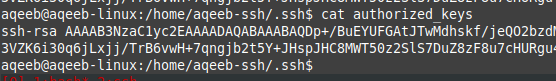 aqeeb@aqeeb-linux:/home/aqeeb-ssh/.ssh$ cat authorized_keys
ssh-rsa AAAAB3NzaC1yc2EAAAADAQABAAABAQDp+/BuEYUFGAtJTwMdhskf/jeQO2bzdM
3VZK6i30q6jLxjj/TrB6vwH+7qngjb2t5Y+JHspJHC8MWT50z2SlS7DuZ8zF8u7cHURgu4
aqeeb@aqeeb-linux:/home/aqeeb-ssh/.ssh$